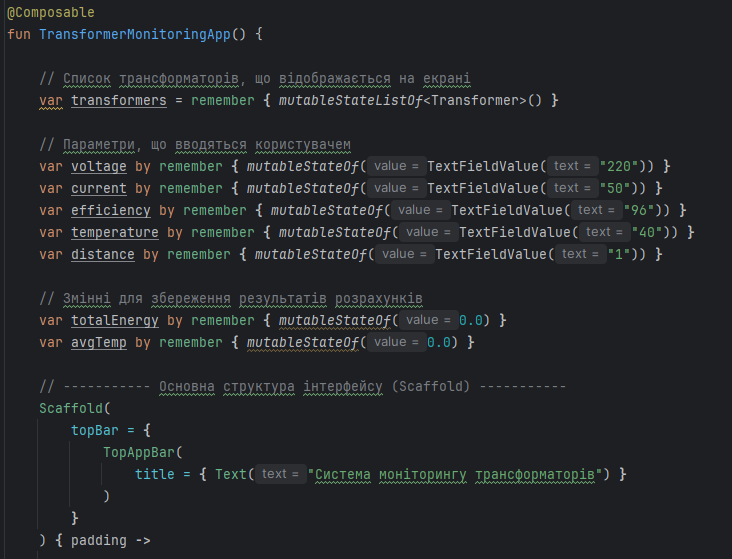 @Composable
fun TransformerMonitoringApp() {
// Список трансформаторів, що відображається на екрані
var transformers = remember { mutableStateListOf<Transformer>() }
// Параметри, що вводяться користувачем
var voltage by remember { mutableStateOf( value = TextFieldValue( text = "220")) }
var current by remember { mutableStateOf( value = TextFieldValue( text = "50")) }
var efficiency by remember { mutableStateOf( value = TextFieldValue( text = "96")) }
var temperature by remember { mutableStateOf( value = TextFieldValue( text = "40")) }
var distance by remember { mutableStateOf( value = TextFieldValue( text = "1")) }
// Змінні для збереження результатів розрахунків
var totalEnergy by remember { mutableStateOf( value = 0.0) }
var avgTemp by remember { mutableStateOf( value = 0.0) }
// ----------- Основна структура інтерфейсу (Scaffold) -----------
Scaffold(
topBar = {
TopAppBar(
title = { Text( text = "Система моніторингу трансформаторів") }
)
}
) { padding ->